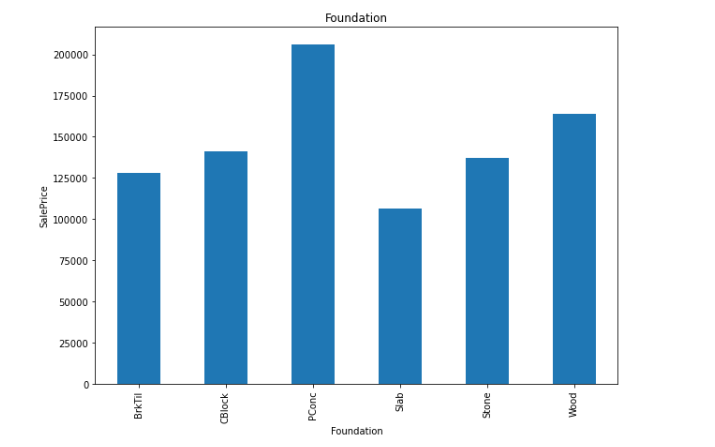 Foundation
200000
175000
150000
125000
100000
75000
50000
25000
0
SalePrice
BrkTil
CBlock
PConc
Slab
Stone
Wood
Foundation